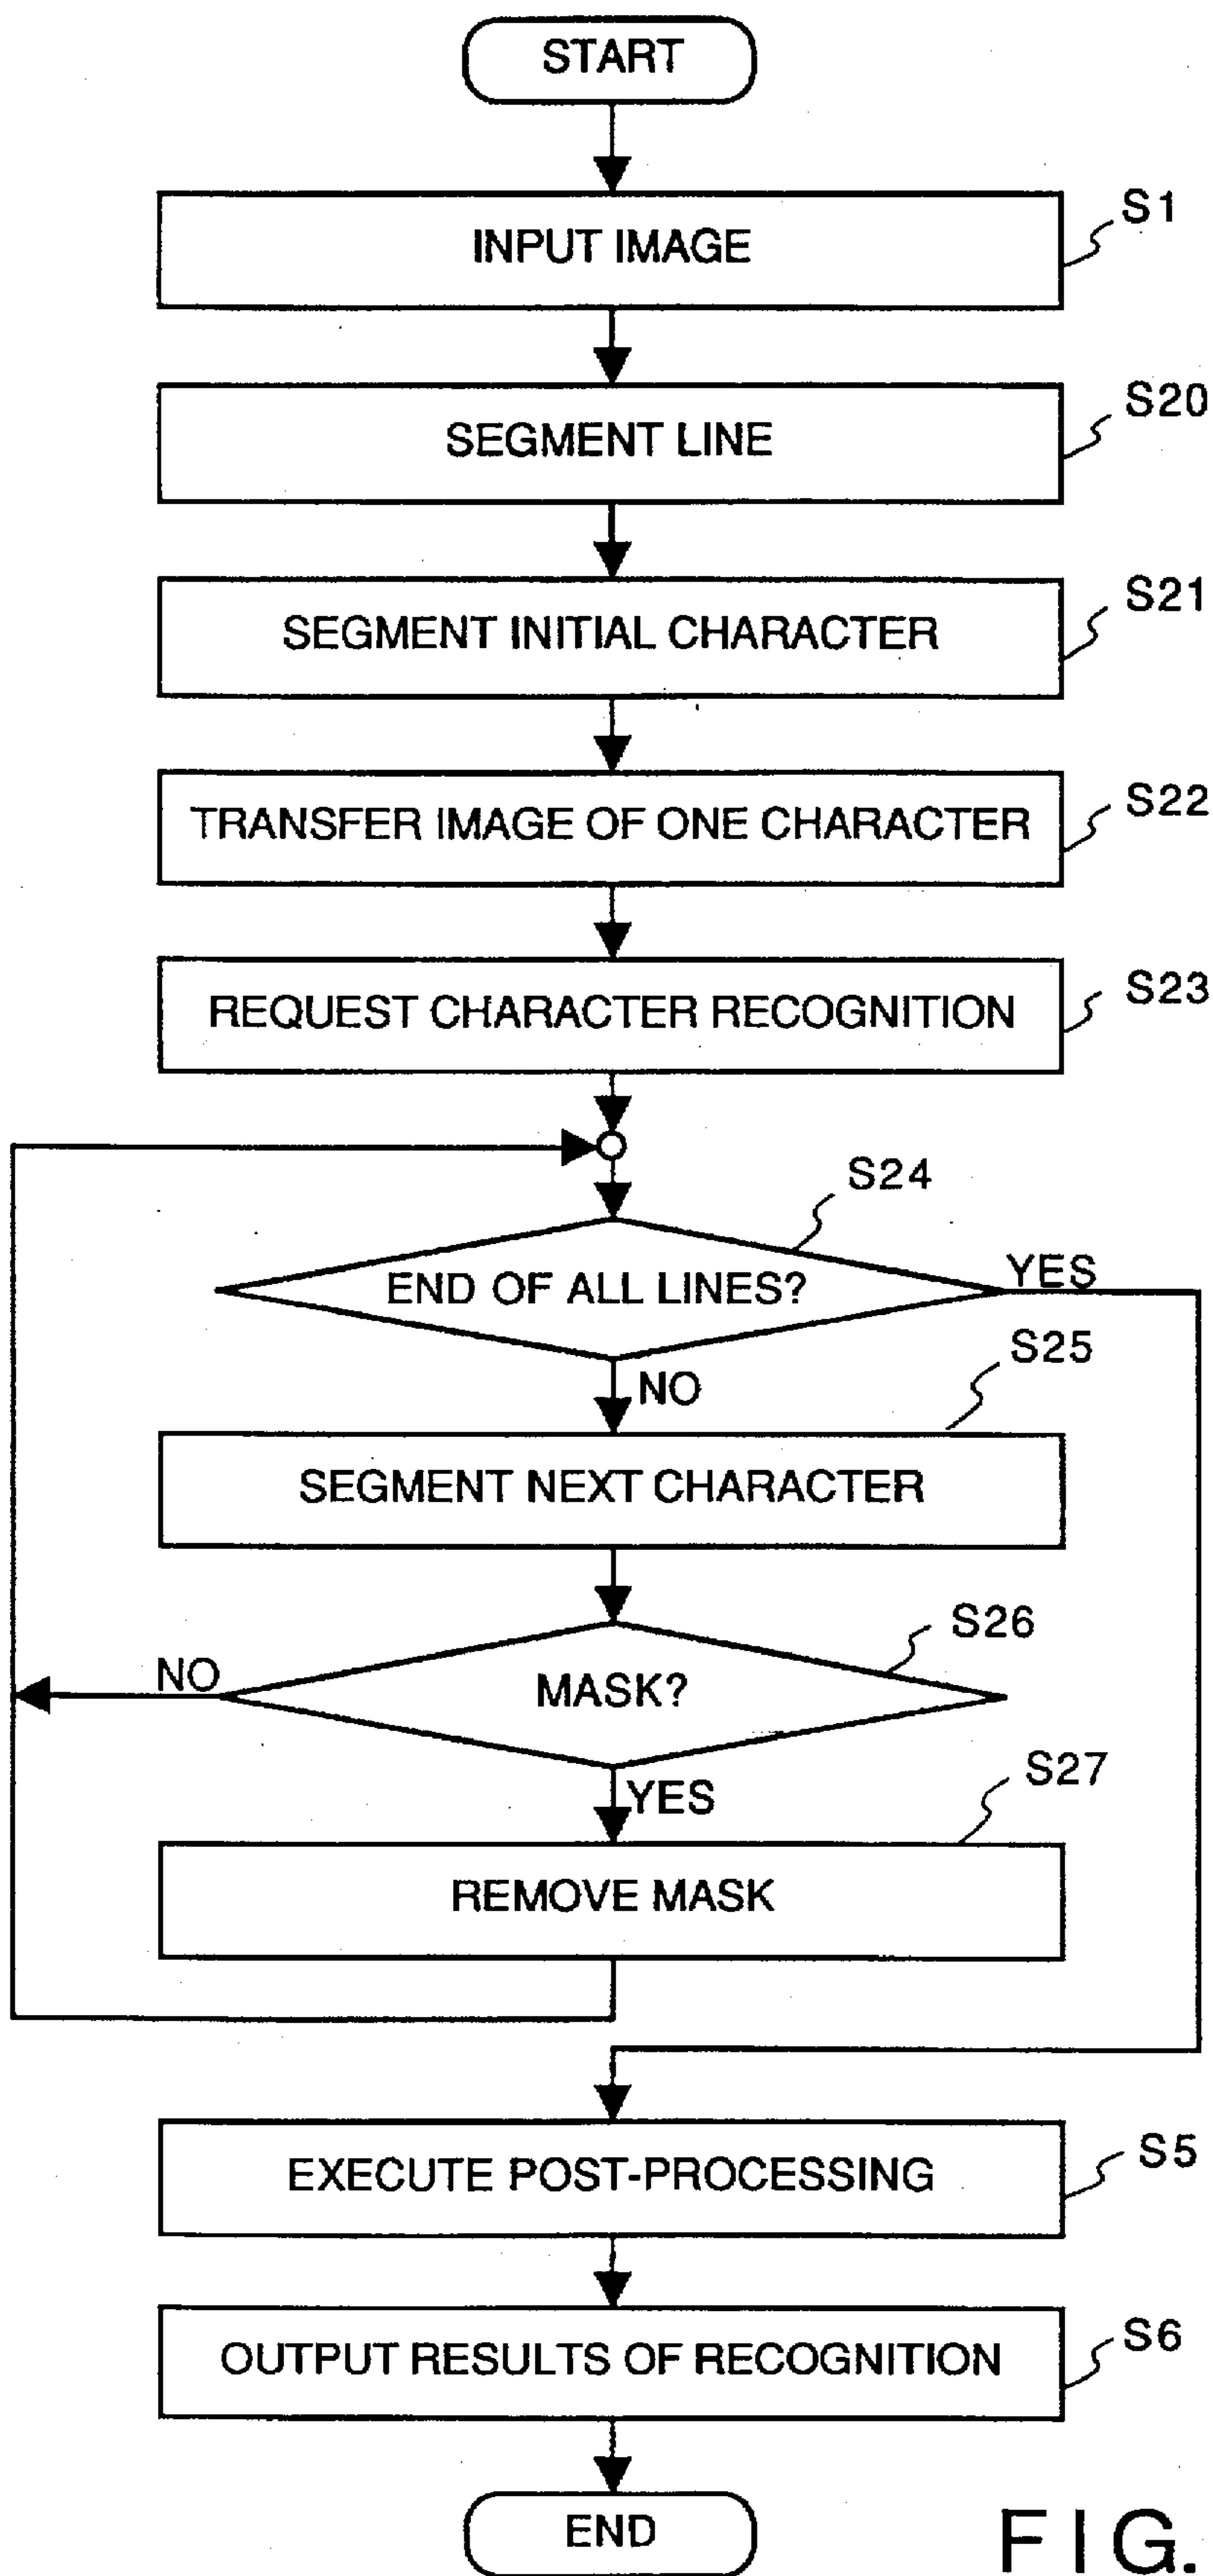 START
INPUT IMAGE
S1
SEGMENT LINE
S20
SEGMENT INITIAL CHARACTER
S21
TRANSFER IMAGE OF ONE CHARACTER
S22
REQUEST CHARACTER RECOGNITION
S23
S24
END OF ALL LINES?
YES
NO
S25
SEGMENT NEXT CHARACTER
S26
NO
MASK?
YES
S27
REMOVE MASK
EXECUTE POST-PROCESSING
S5
OUTPUT RESULTS OF RECOGNITION
S6
END
FIG.